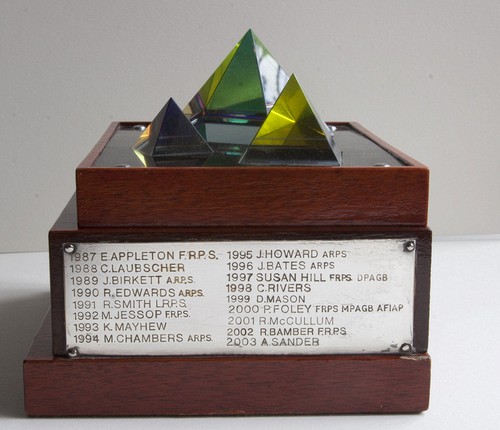 1987 E.APPLETON F.R.P.S.
1988 C.LAUBSCHER
1989 J.BIRKETT A.R.P.S.
1990 R.EDWARDS ARPS.
1991 R.SMITH LRPS
1992 M.JESSOP FRPS.
1993 K.MAYHEW
1994 M.CHAMBERS ARPS.
1995 J.HOWARD ARPS
1996 J.BATES ARPS
1997 SUSAN HILL FRPS DPAGB
1998 C.RIVERS
1999 D.MASON
2000 P.FOLEY FRPS MPAGB AFIAP
2001 R.McCULLUM
2002 R.BAMBER F.R.P.S
2003 A.SANDER